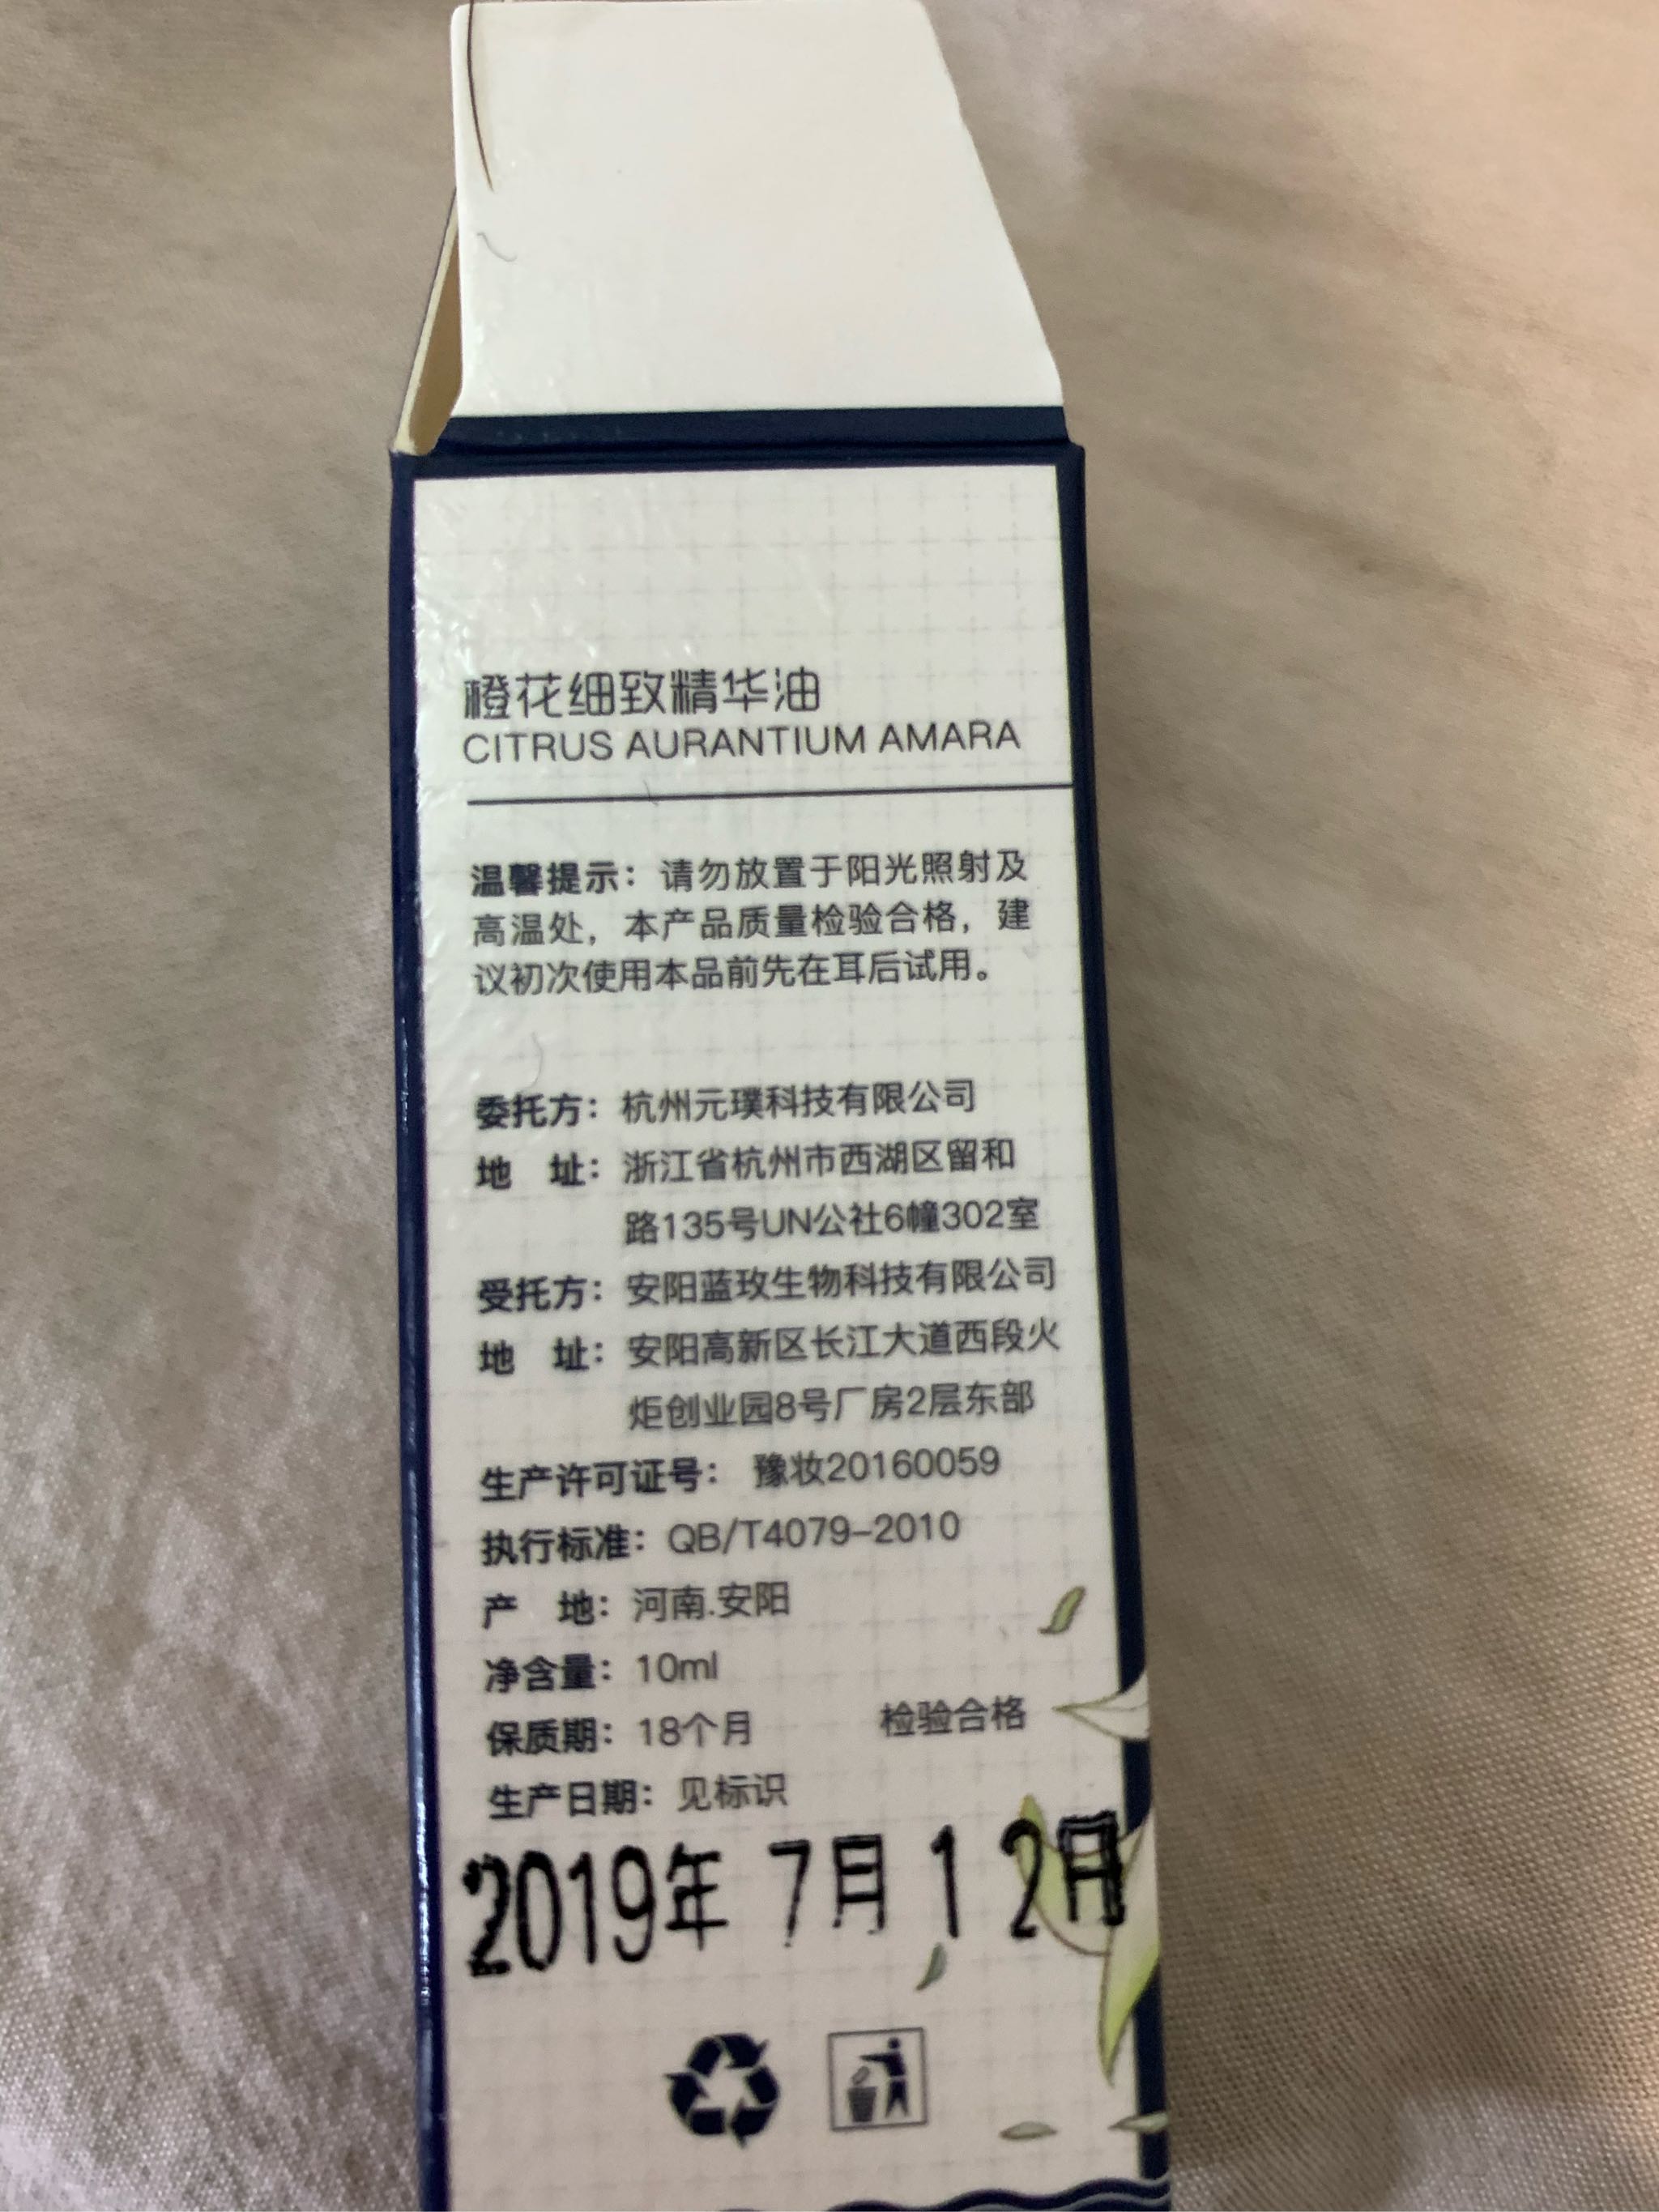 橙花细致精华油
CITRUS AURANTIUM AMARA
温馨提示：请勿放置于阳光照射及
高温处，本产品质量检验合格，建
议初次使用本品前先在耳后试用。
委托方：杭州元璞科技有限公司
地　址：浙江省杭州市西湖区留和
路135号UN公社6幢302室
受托方：安阳蓝玫生物科技有限公司
地　址：安阳高新区长江大道西段火
炬创业园8号厂房2层东部
生产许可证号：豫妆20160059
执行标准：QB/T4079-2010
产　地：河南.安阳
净含量：10ml
保质期：18个月　检验合格
生产日期：见标识
2019年 7月 1 2月